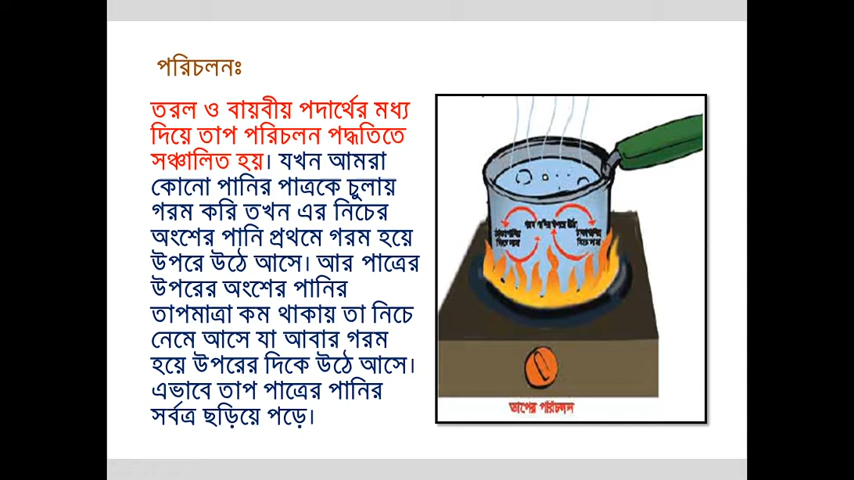 পরিচলনঃ
তরল ও বায়বীয় পদার্থের মধ্য
দিয়ে তাপ পরিচলন পদ্ধতিতে
সঞ্চালিত হয়। যখন আমরা
কোনো পানির পাত্রকে চুলায়
গরম করি তখন এর নিচের
অংশের পানি প্রথমে গরম হয়ে
উপরে উঠে আসে। আর পাত্রের
উপরের অংশের পানির
তাপমাত্রা কম থাকায় তা নিচে
নেমে আসে যা আবার গরম
হয়ে উপরের দিকে উঠে আসে।
এভাবে তাপ পাত্রের পানির
সর্বত্র ছড়িয়ে পড়ে।
তাপের পরিচলন